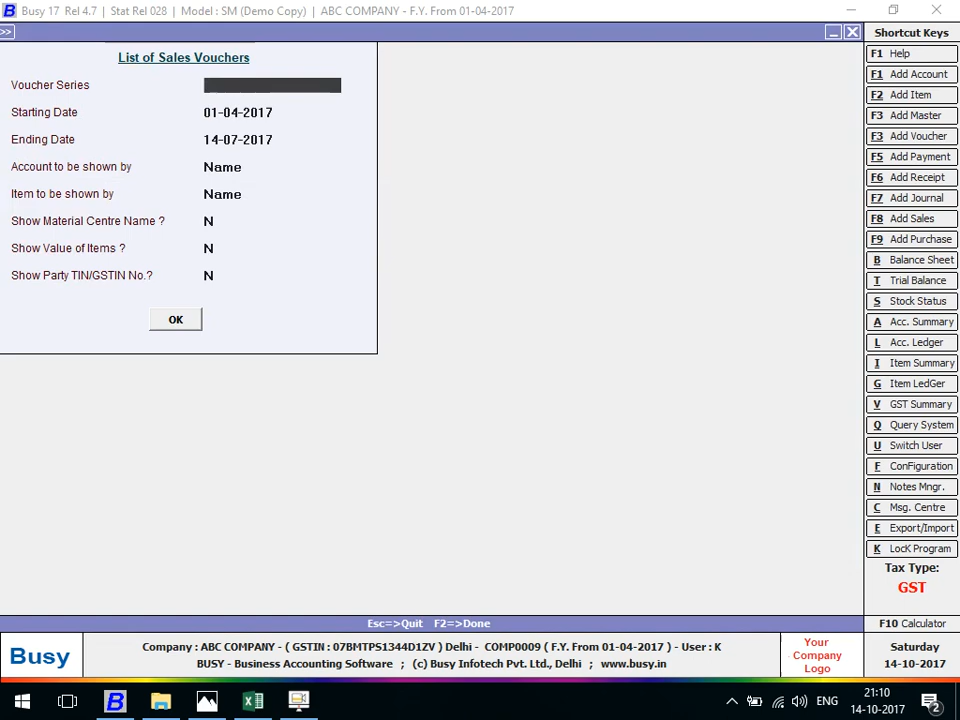 Busy 17 Rel 4.7 | Stat Rel 028 | Model : SM (Demo Copy) | ABC COMPANY - F.Y. From 01-04-2017
>>
List of Sales Vouchers
Voucher Series
Starting Date 01-04-2017
Ending Date 14-07-2017
Account to be shown by Name
Item to be shown by Name
Show Material Centre Name ? N
Show Value of Items ? N
Show Party TIN/GSTIN No.? N
OK
Shortcut Keys
F1 Help
F1 Add Account
F2 Add Item
F3 Add Master
F3 Add Voucher
F5 Add Payment
F6 Add Receipt
F7 Add Journal
F8 Add Sales
F9 Add Purchase
B Balance Sheet
T Trial Balance
S Stock Status
A Acc. Summary
L Acc. Ledger
I Item Summary
G Item LedGer
V GST Summary
Q Query System
U Switch User
F ConFiguration
N Notes Mngr.
C Msg. Centre
E Export/Import
K LocK Program
Tax Type:
GST
Esc=>Quit F2=>Done
F10 Calculator
Busy
Company : ABC COMPANY - ( GSTIN : 07BMTPS1344D1ZV ) Delhi - COMP0009 ( F.Y. From 01-04-2017 ) - User : K
BUSY - Business Accounting Software ; (c) Busy Infotech Pvt. Ltd., Delhi ; www.busy.in
Your
Company
Logo
Saturday
14-10-2017
B
ENG
21:10
14-10-2017
2